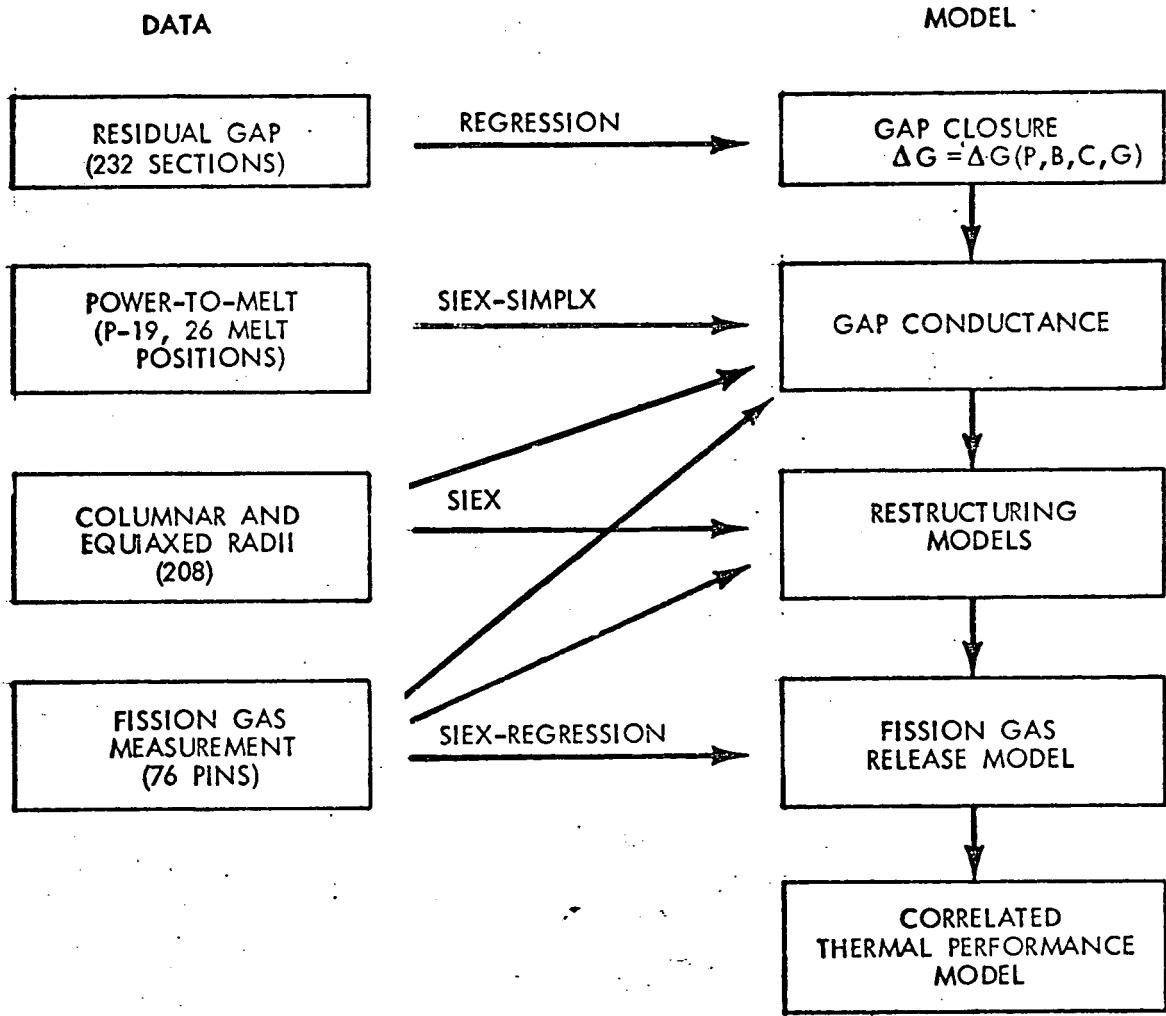 DATA
MODEL
RESIDUAL GAP
(232 SECTIONS)
REGRESSION
GAP CLOSURE
ΔG = ΔG(P,B,C,G)
POWER-TO-MELT
(P-19, 26 MELT
POSITIONS)
SIEX-SIMPLX
GAP CONDUCTANCE
COLUMNAR AND
EQUIAXED RADII
(208)
SIEX
RESTRUCTURING
MODELS
FISSION GAS
MEASUREMENT
(76 PINS)
SIEX-REGRESSION
FISSION GAS
RELEASE MODEL
CORRELATED
THERMAL PERFORMANCE
MODEL